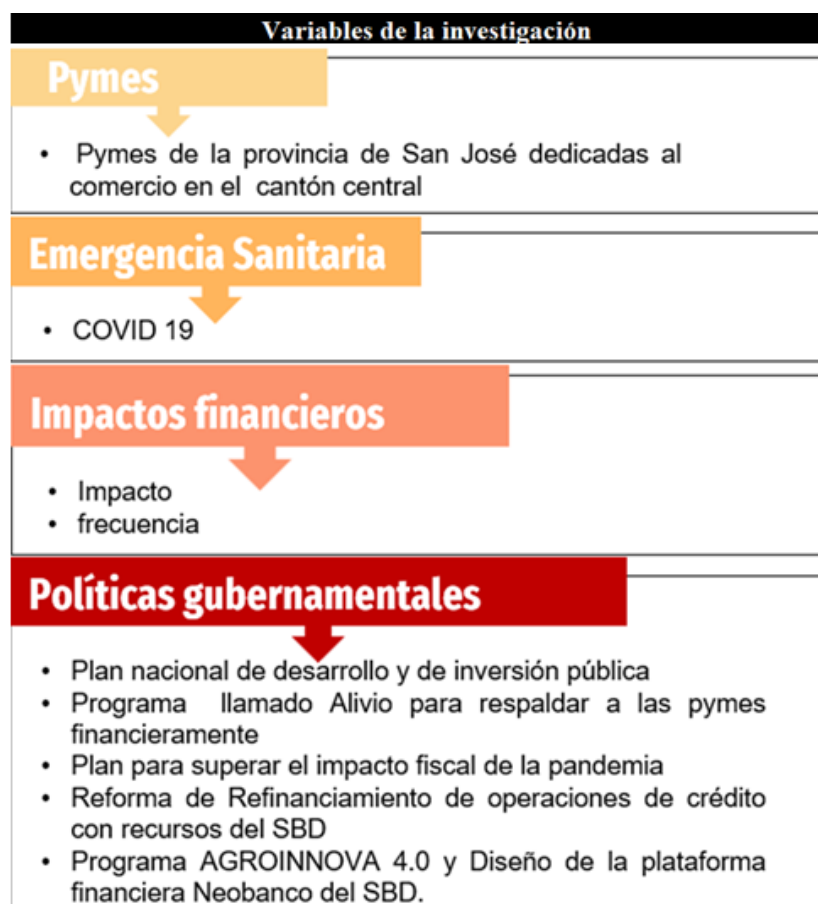 Variables de la investigación
Pymes
• Pymes de la provincia de San José dedicadas al
comercio en el cantón central
Emergencia Sanitaria
• COVID 19
Impactos financieros
• Impacto
• frecuencia
Políticas gubernamentales
• Plan nacional de desarrollo y de inversión pública
• Programa llamado Alivio para respaldar a las pymes
financieramente
• Plan para superar el impacto fiscal de la pandemia
• Reforma de Refinanciamiento de operaciones de crédito
con recursos del SBD
• Programa AGROINNOVA 4.0 y Diseño de la plataforma
financiera Neobanco del SBD.